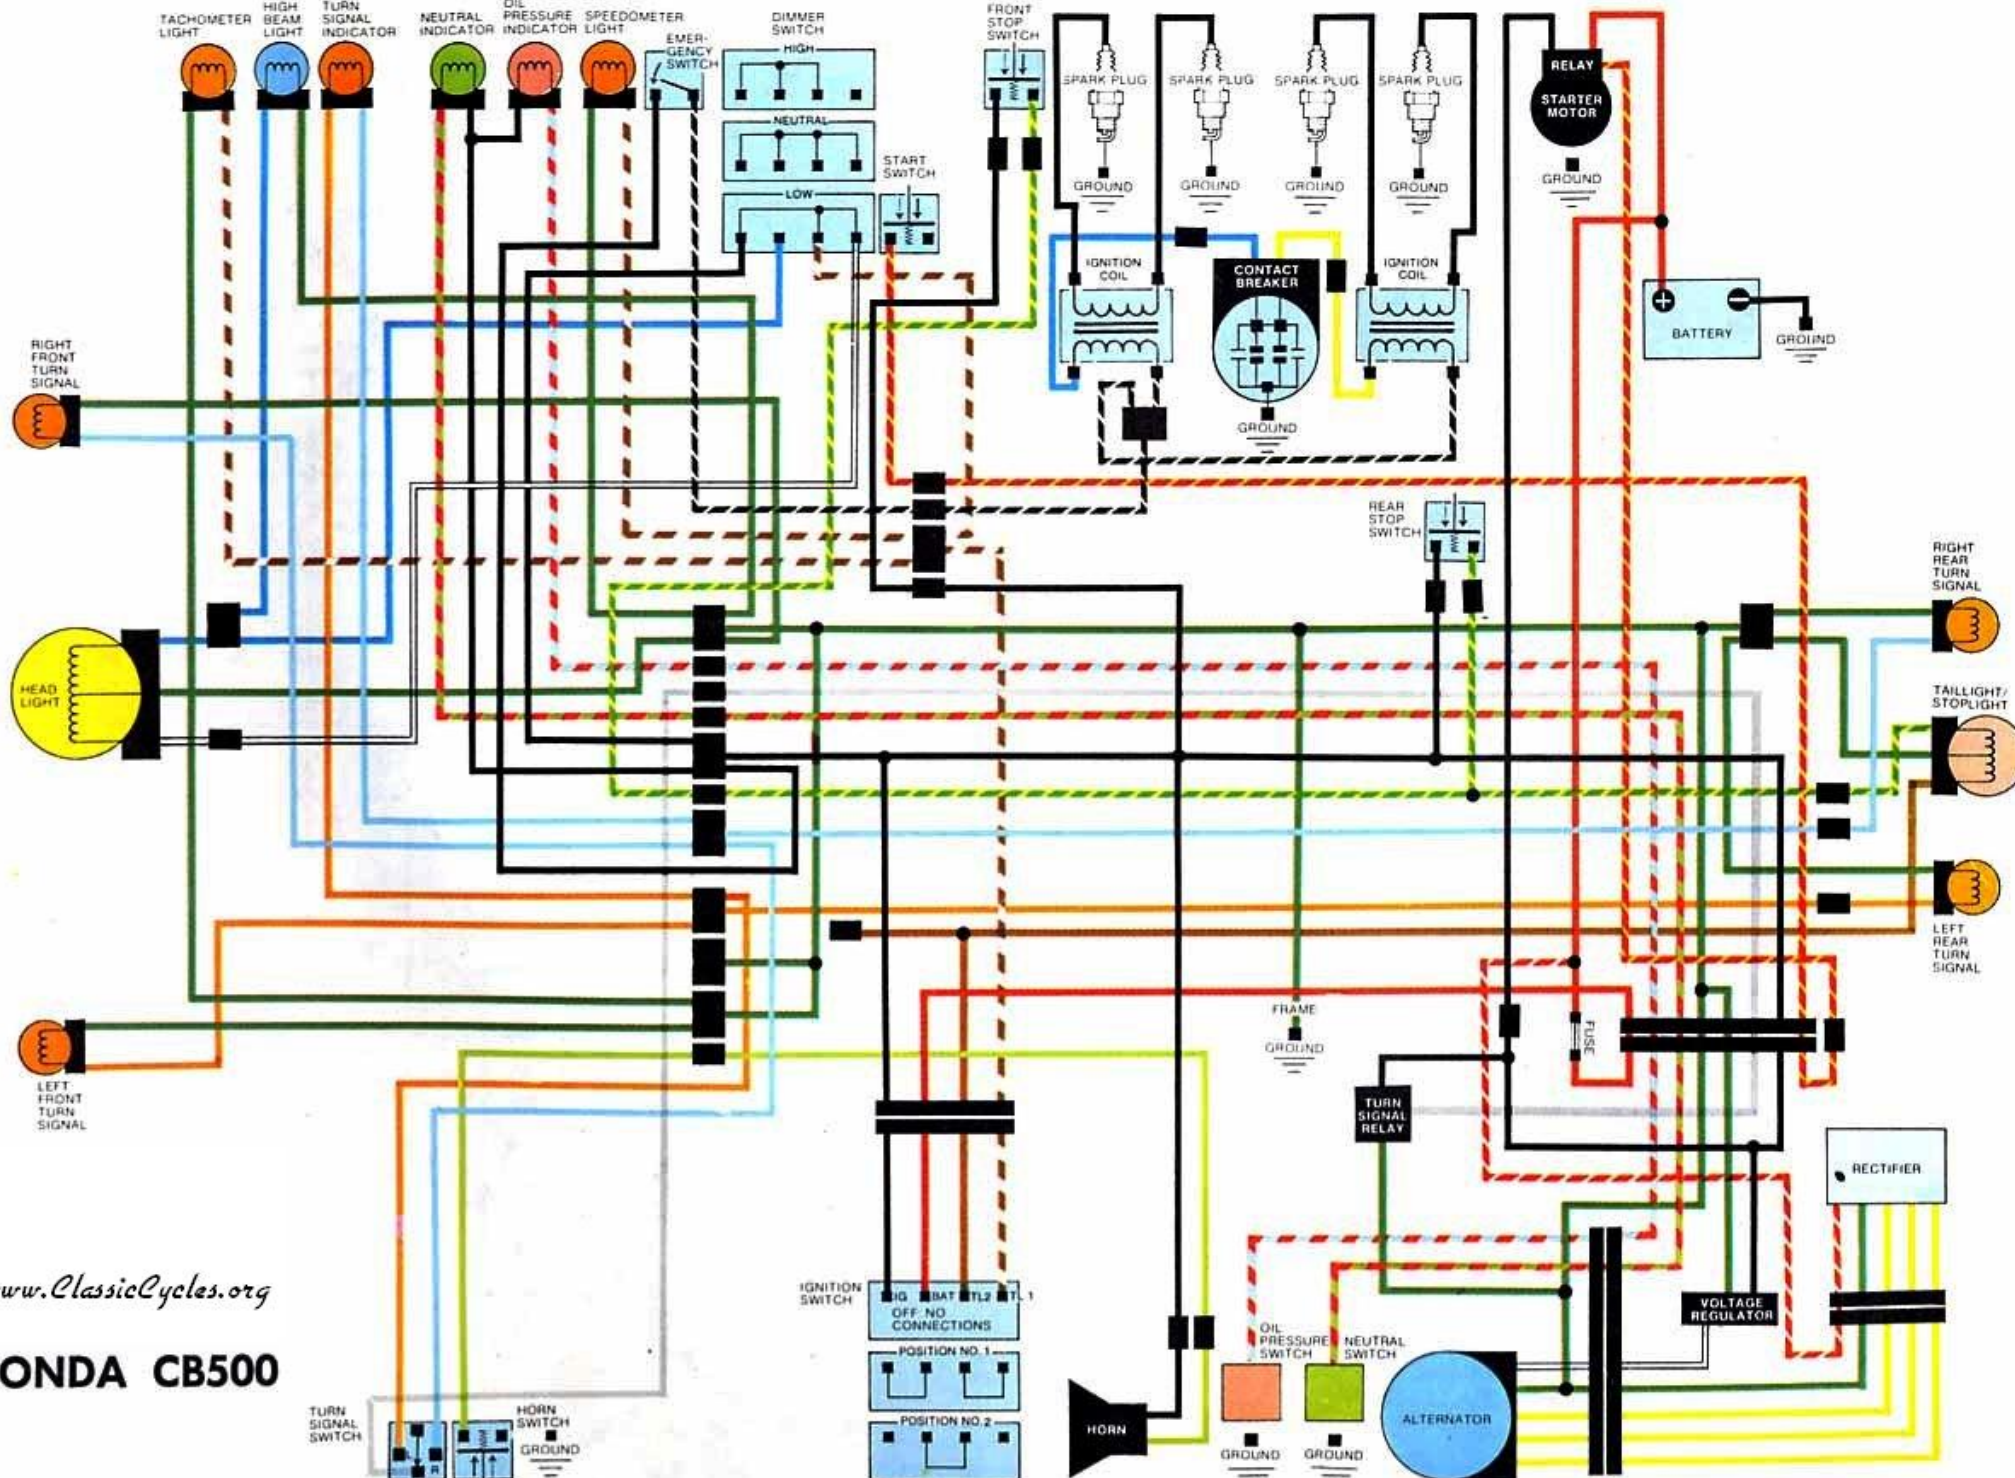 TACHOMETER
LIGHT
HIGH
BEAM
LIGHT
TURN
SIGNAL
INDICATOR
NEUTRAL
INDICATOR
OIL
PRESSURE
INDICATOR
SPEEDOMETER
LIGHT
EMER-
GENCY
SWITCH
DIMMER
SWITCH
HIGH
NEUTRAL
LOW
START
SWITCH
FRONT
STOP
SWITCH
SPARK PLUG
SPARK PLUG
SPARK PLUG
SPARK PLUG
GROUND
GROUND
GROUND
GROUND
RELAY
STARTER
MOTOR
GROUND
IGNITION
COIL
CONTACT
BREAKER
IGNITION
COIL
GROUND
+
−
BATTERY
GROUND
RIGHT
FRONT
TURN
SIGNAL
REAR
STOP
SWITCH
RIGHT
REAR
TURN
SIGNAL
HEAD
LIGHT
TAILLIGHT/
STOPLIGHT
LEFT
REAR
TURN
SIGNAL
FRAME
GROUND
FUSE
LEFT
FRONT
TURN
SIGNAL
TURN
SIGNAL
RELAY
RECTIFIER
ww.ClassicCycles.org
ONDA CB500
IGNITION
SWITCH
IG BAT TL2 TL 1
OFF NO
CONNECTIONS
POSITION NO. 1
POSITION NO. 2
VOLTAGE
REGULATOR
OIL
PRESSURE
SWITCH
NEUTRAL
SWITCH
TURN
SIGNAL
SWITCH
R
HORN
SWITCH
GROUND
HORN
GROUND
GROUND
ALTERNATOR